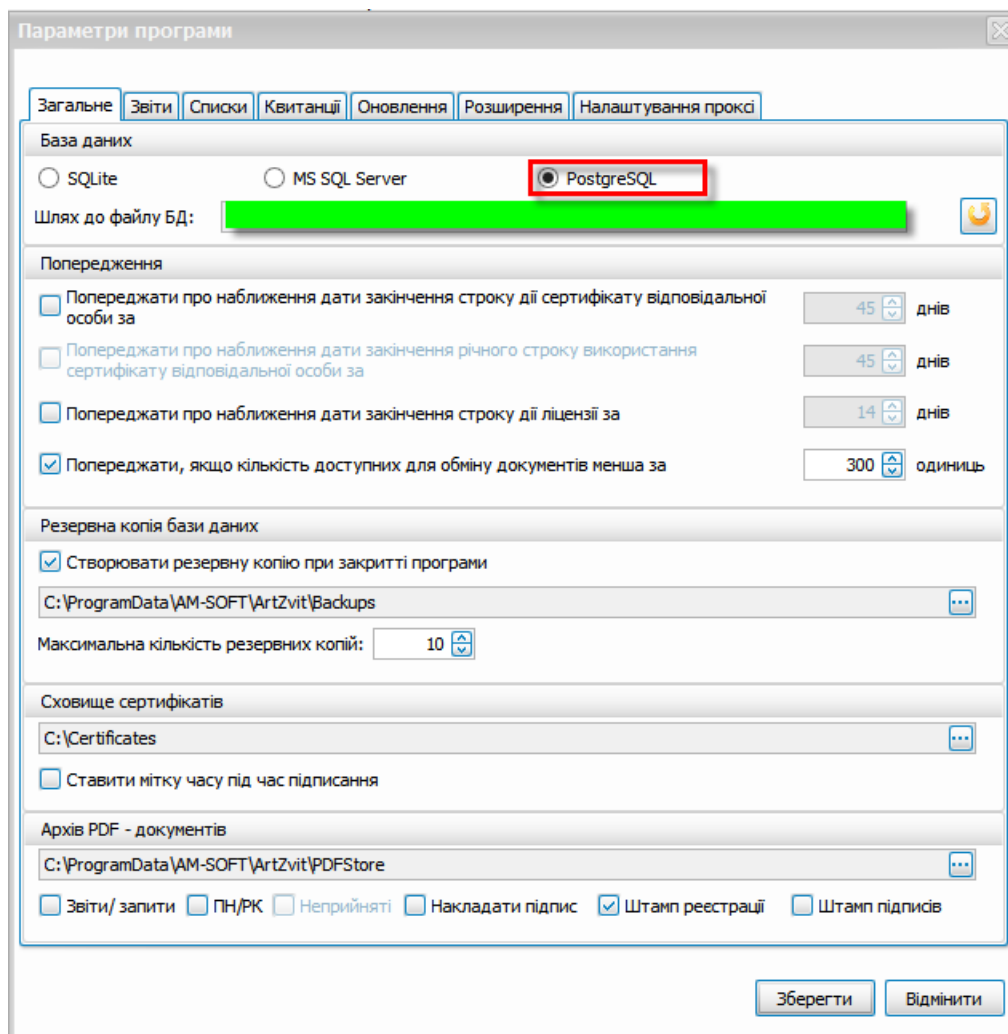 Параметри програми
Загальне Звіти Списки Квитанції Оновлення Розширення Налаштування проксі
База даних
SQLite MS SQL Server PostgreSQL
Шлях до файлу БД:
Попередження
Попереджати про наближення дати закінчення строку дії сертифікату відповідальної
особи за 45 днів
Попереджати про наближення дати закінчення річного строку використання
сертифікату відповідальної особи за 45 днів
Попереджати про наближення дати закінчення строку дії ліцензії за 14 днів
Попереджати, якщо кількість доступних для обміну документів менша за 300 одиниць
Резервна копія бази даних
Створювати резервну копію при закритті програми
C:\ProgramData\AM-SOFT\ArtZvit\Backups
Максимальна кількість резервних копій: 10
Сховище сертифікатів
C:\Certificates
Ставити мітку часу під час підписання
Архів PDF - документів
C:\ProgramData\AM-SOFT\ArtZvit\PDFStore
Звіти/ запити ПН/РК Неприйняті Накладати підпис Штамп реєстрації Штамп підписів
Зберегти Відмінити